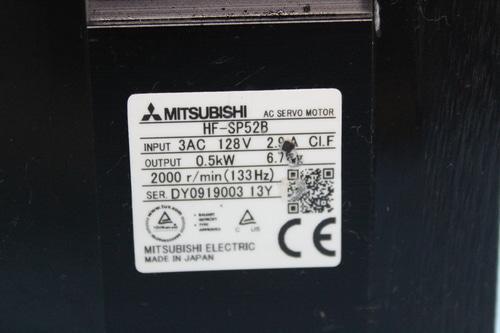 MITSUBISHI AC SERVO MOTOR
HF-SP52B
INPUT 3AC 128V Cl.F
OUTPUT 0.5kW
2000 r/min(133Hz)
SER. DY0919003 13Y
C US
CE
MITSUBISHI ELECTRIC
MADE IN JAPAN